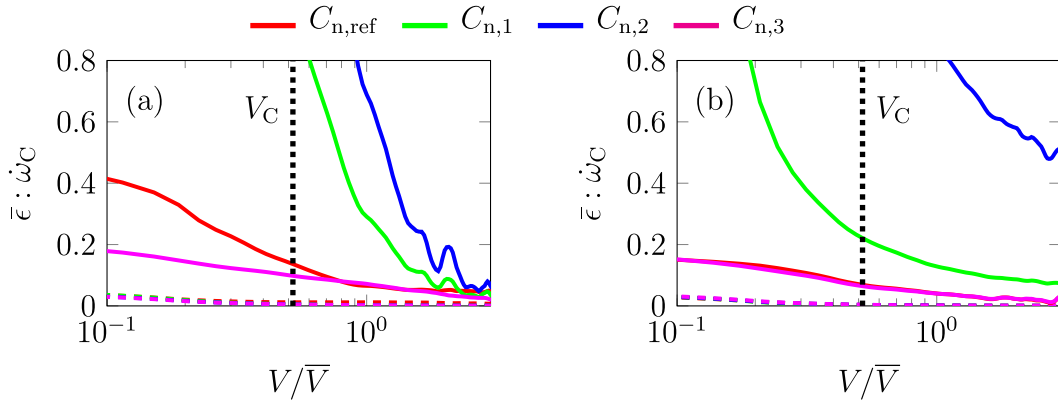 C_n,ref C_n,1 C_n,2 C_n,3
(a) V_C
ϵ̅ : ω̇_C
0 0.2 0.4 0.6 0.8
10^−1 10^0
V/V̅
(b) V_C
ϵ̅ : ω̇_C
0 0.2 0.4 0.6 0.8
10^−1 10^0
V/V̅